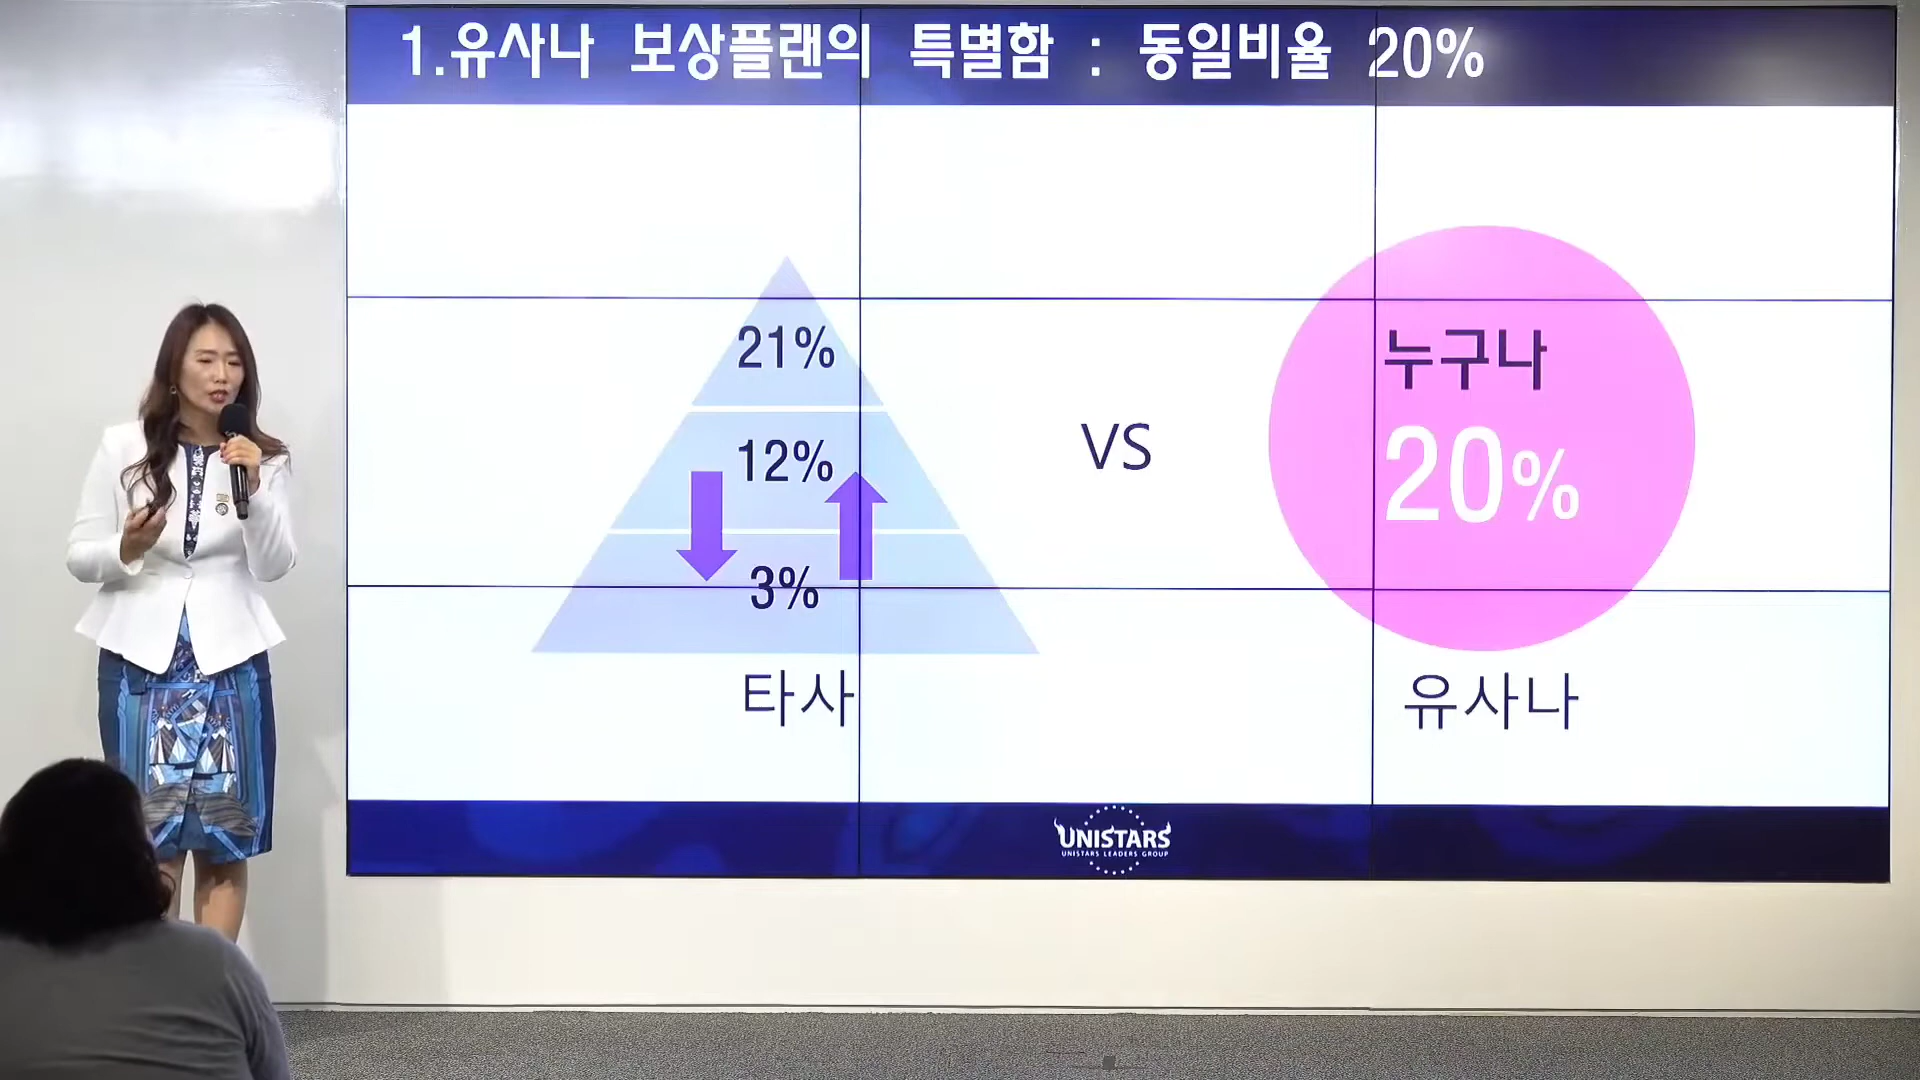 1.유사나 보상플랜의 특별함 : 동일비율 20%
21%
12%
3%
타사
VS
누구나
20%
유사나
UNISTARS
UNISTARS LEADERS GROUP